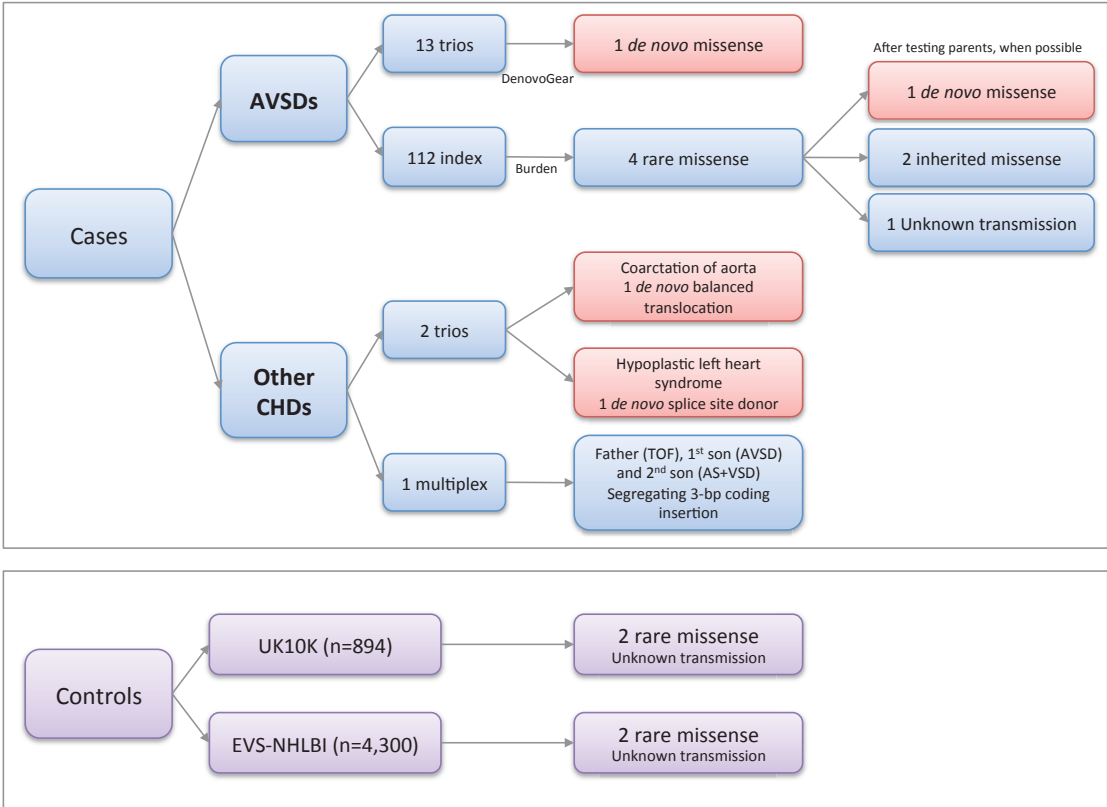 Cases
AVSDs
13 trios
DenovoGear
1 de novo missense
112 index
Burden
4 rare missense
After testing parents, when possible
1 de novo missense
2 inherited missense
1 Unknown transmission
Other
CHDs
2 trios
Coarctation of aorta
1 de novo balanced
translocation
Hypoplastic left heart
syndrome
1 de novo splice site donor
1 multiplex
Father (TOF), 1st son (AVSD)
and 2nd son (AS+VSD)
Segregating 3-bp coding
insertion
Controls
UK10K (n=894)
2 rare missense
Unknown transmission
EVS-NHLBI (n=4,300)
2 rare missense
Unknown transmission